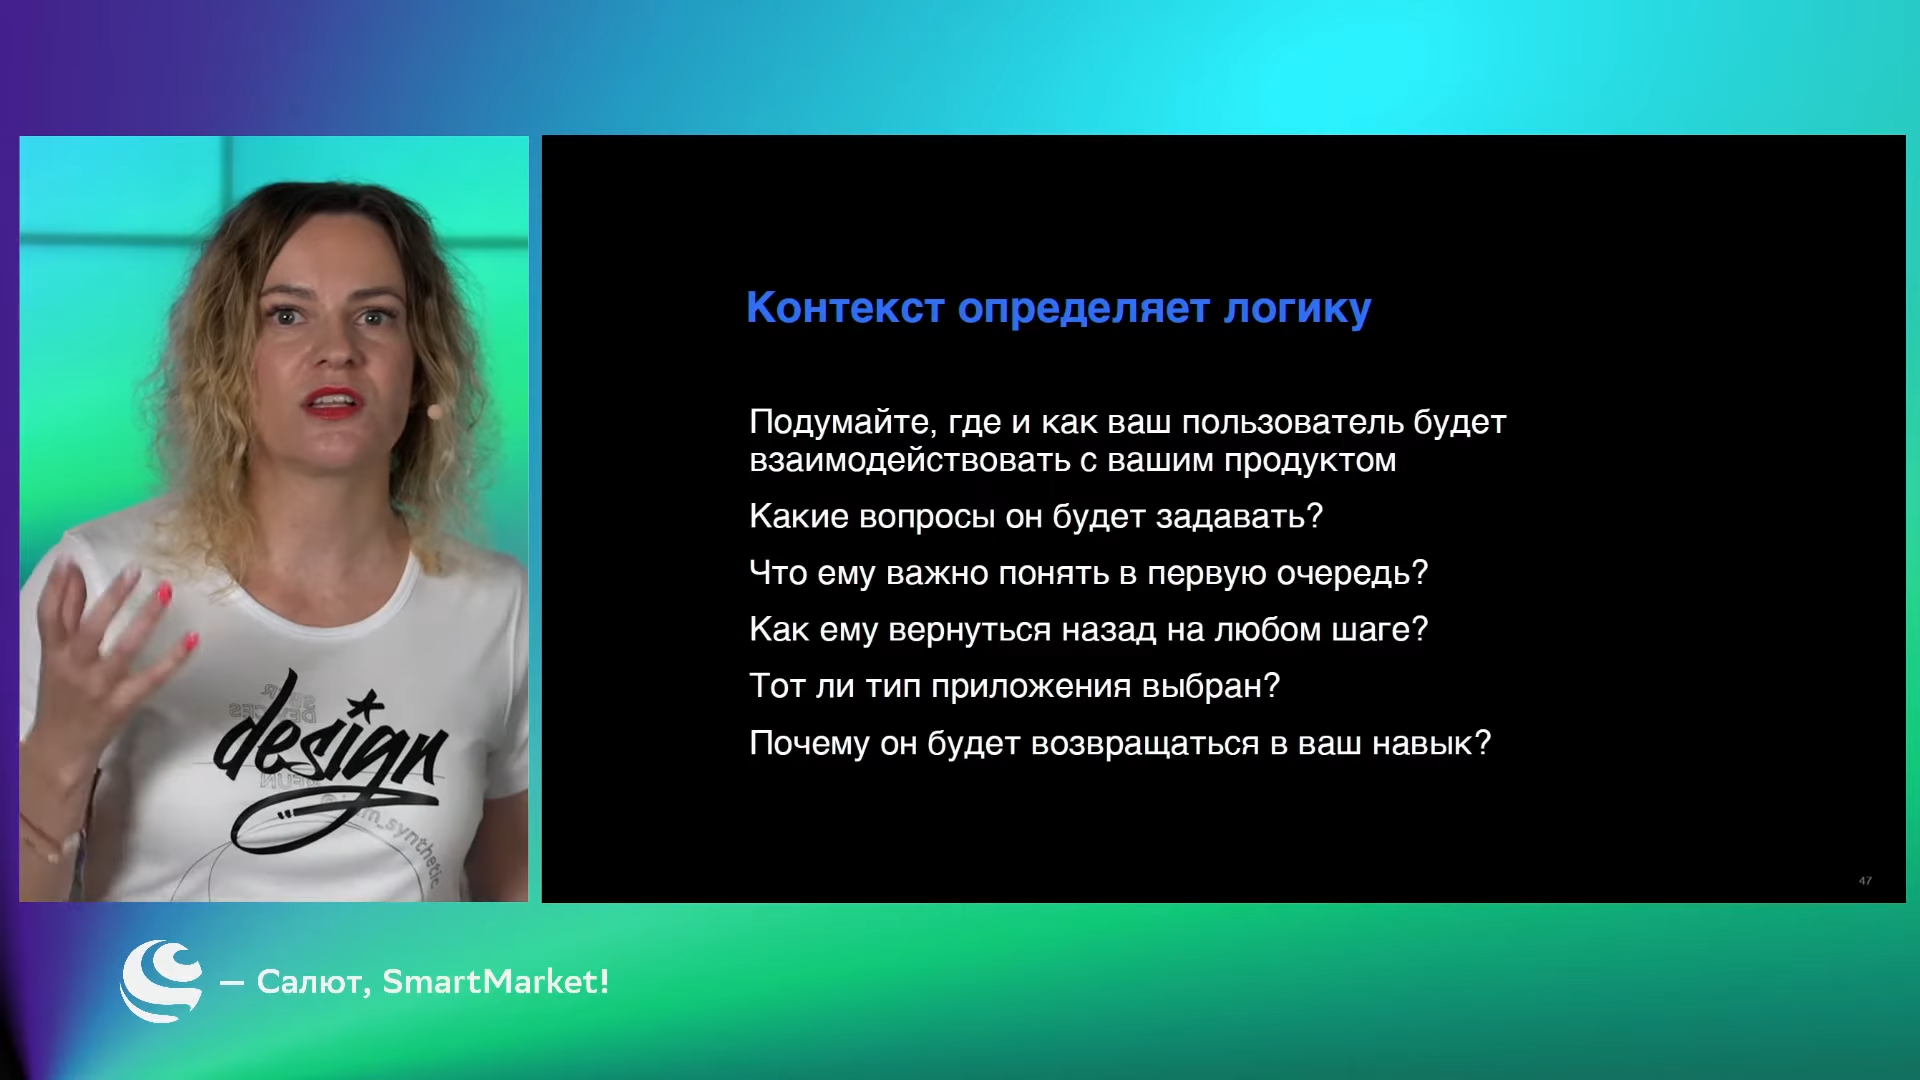 Контекст определяет логику
Подумайте, где и как ваш пользователь будет
взаимодействовать с вашим продуктом
Какие вопросы он будет задавать?
Что ему важно понять в первую очередь?
Как ему вернуться назад на любом шаге?
Тот ли тип приложения выбран?
Почему он будет возвращаться в ваш навык?
47
design
— Салют, SmartMarket!